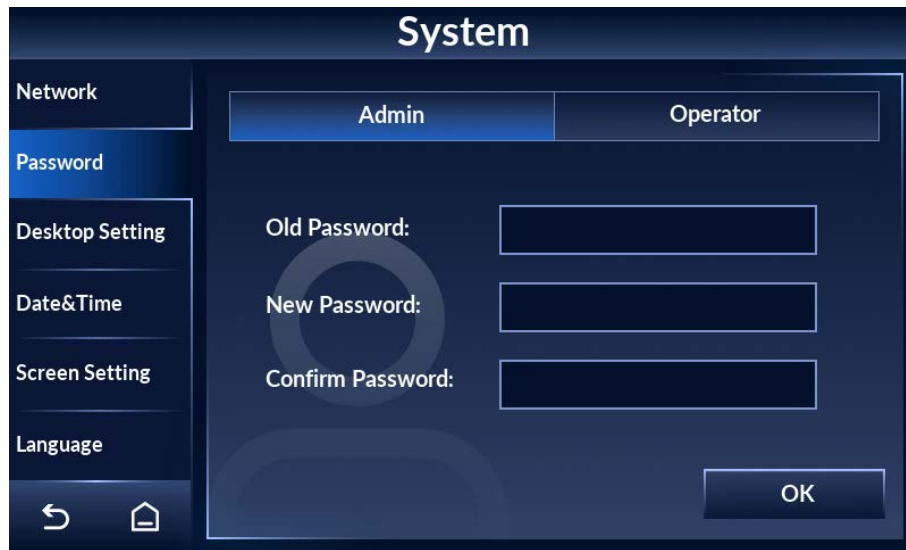 System
Network
Password
Desktop Setting
Date&Time
Screen Setting
Language
Admin
Operator
Old Password:
New Password:
Confirm Password:
OK